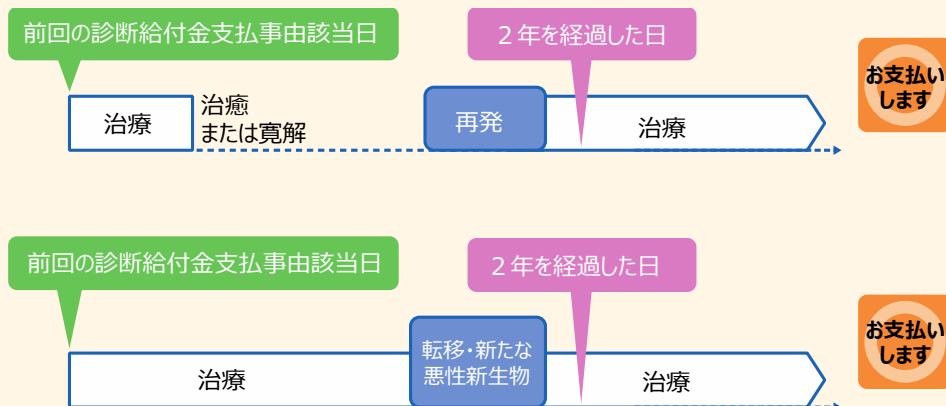 前回の診断給付金支払事由該当日
２年を経過した日
お支払い
します
治療
治癒
または寛解
再発
治療
前回の診断給付金支払事由該当日
２年を経過した日
お支払い
します
治療
転移・新たな
悪性新生物
治療